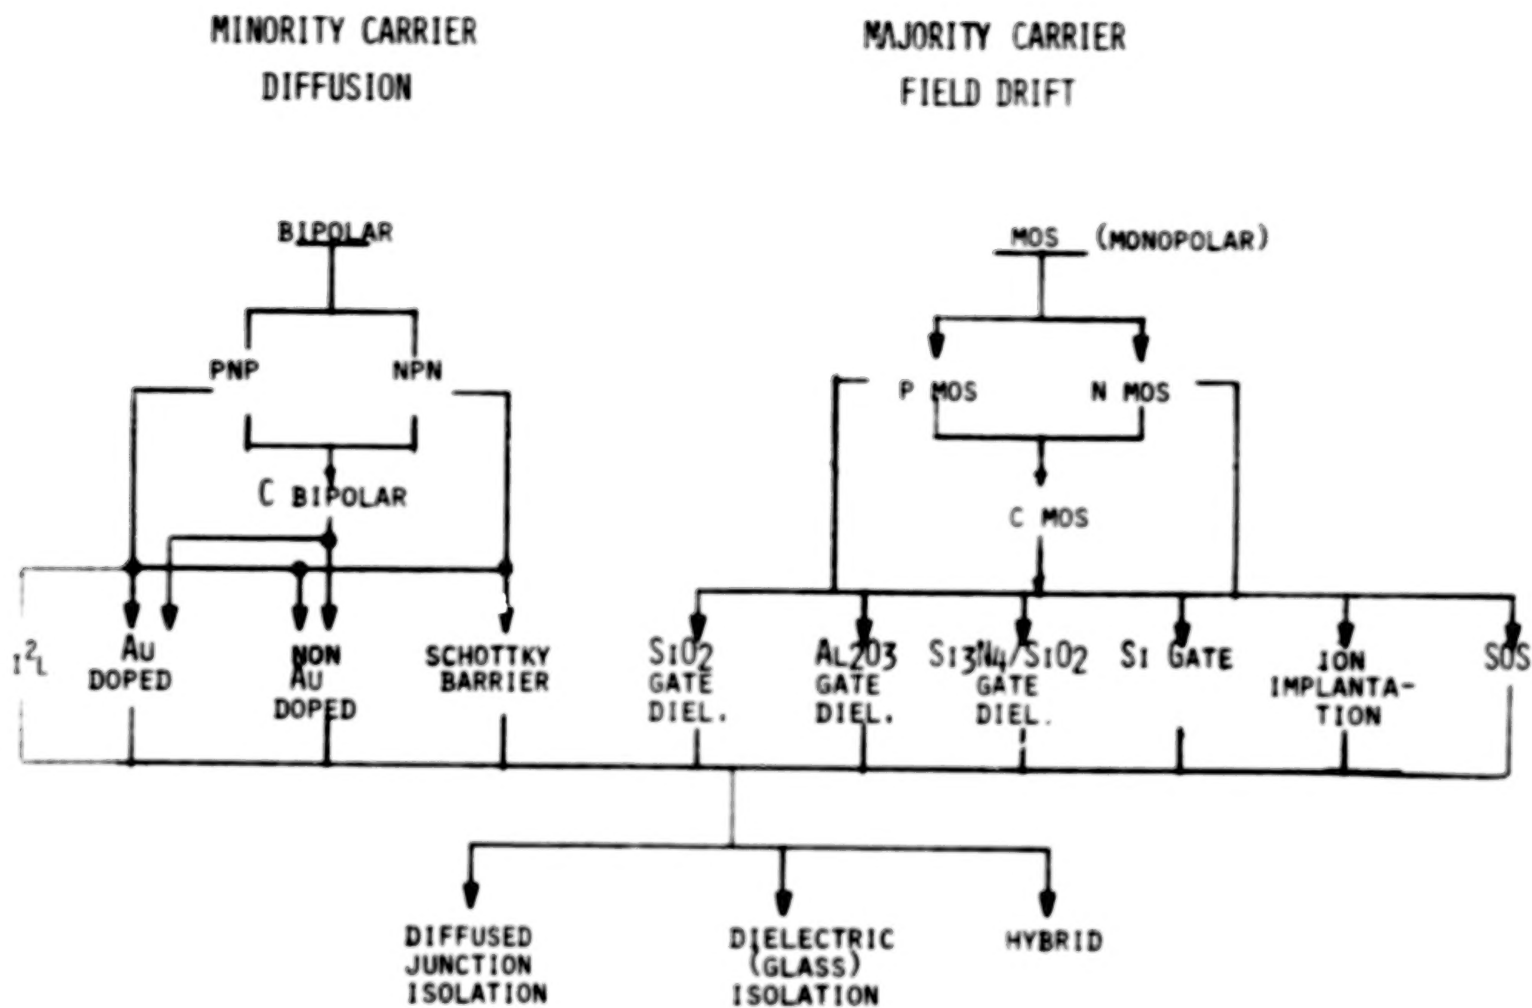 MINORITY CARRIER
DIFFUSION
MAJORITY CARRIER
FIELD DRIFT
BIPOLAR
MOS (MONOPOLAR)
PNP
NPN
P MOS
N MOS
C BIPOLAR
C MOS
I²L
AU
DOPED
NON
AU
DOPED
SCHOTTKY
BARRIER
SIO2
GATE
DIEL.
AL2O3
GATE
DIEL.
SI3N4/SIO2
GATE
DIEL.
SI GATE
ION
IMPLANTA-
TION
SOS
DIFFUSED
JUNCTION
ISOLATION
DIELECTRIC
(GLASS)
ISOLATION
HYBRID